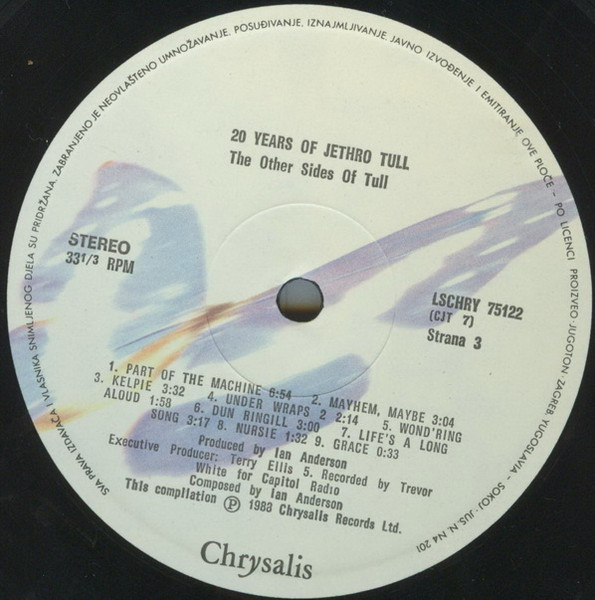 SVA PRAVA IZDAVAČA I VLASNIKA SNIMLJENOG DJELA SU PRIDRŽANA. ZABRANJENO JE NEOVLAŠTENO UMNOŽAVANJE, POSUĐIVANJE, IZNAJMLJIVANJE, JAVNO IZVOĐENJE I EMITIRANJE OVE PLOČE - PO LICENCI PROIZVEO-JUGOTON-ZAGREB, YUGOSLAVIA - SOKOJ - JUS. N. N4 201
20 YEARS OF JETHRO TULL
The Other Sides Of Tull
STEREO
33 1/3 RPM
LSCHRY 75122
(CJT 7)
Strana 3
1. PART OF THE MACHINE 6:54 2. MAYHEM, MAYBE 3:04
3. KELPIE 3:32 4. UNDER WRAPS 2 2:14 5. WOND'RING
ALOUD 1:58 6. DUN RINGILL 3:00 7. LIFE'S A LONG
SONG 3:17 8. NURSIE 1:32 9. GRACE 0:33
Produced by Ian Anderson
Executive Producer: Terry Ellis 5. Recorded by Trevor
White for Capitol Radio
Composed by Ian Anderson
This compilation ℗ 1988 Chrysalis Records Ltd.
Chrysalis